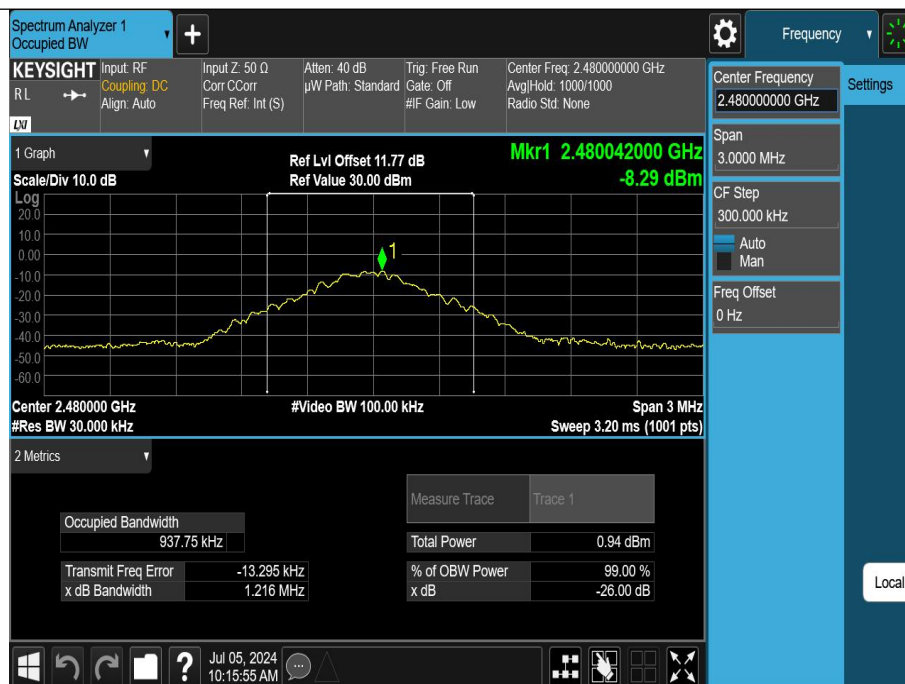 Spectrum Analyzer 1
Occupied BW
Frequency
KEYSIGHT
RL
LXI
Input: RF
Coupling: DC
Align: Auto
Input Z: 50 Ω
Corr CCorr
Freq Ref: Int (S)
Atten: 40 dB
µW Path: Standard
Trig: Free Run
Gate: Off
#IF Gain: Low
Center Freq: 2.480000000 GHz
Avg|Hold: 1000/1000
Radio Std: None
Center Frequency
2.480000000 GHz
Settings
Span
3.0000 MHz
CF Step
300.000 kHz
Auto
Man
Freq Offset
0 Hz
Local
1 Graph
Scale/Div 10.0 dB
Ref Lvl Offset 11.77 dB
Ref Value 30.00 dBm
Mkr1 2.480042000 GHz
-8.29 dBm
Log
20.0
10.0
0.00
-10.0
-20.0
-30.0
-40.0
-50.0
-60.0
1
Center 2.480000 GHz
#Res BW 30.000 kHz
#Video BW 100.00 kHz
Span 3 MHz
Sweep 3.20 ms (1001 pts)
2 Metrics
Measure Trace Trace 1
Occupied Bandwidth
937.75 kHz
Total Power 0.94 dBm
Transmit Freq Error -13.295 kHz
% of OBW Power 99.00 %
x dB Bandwidth 1.216 MHz
x dB -26.00 dB
?
Jul 05, 2024
10:15:55 AM